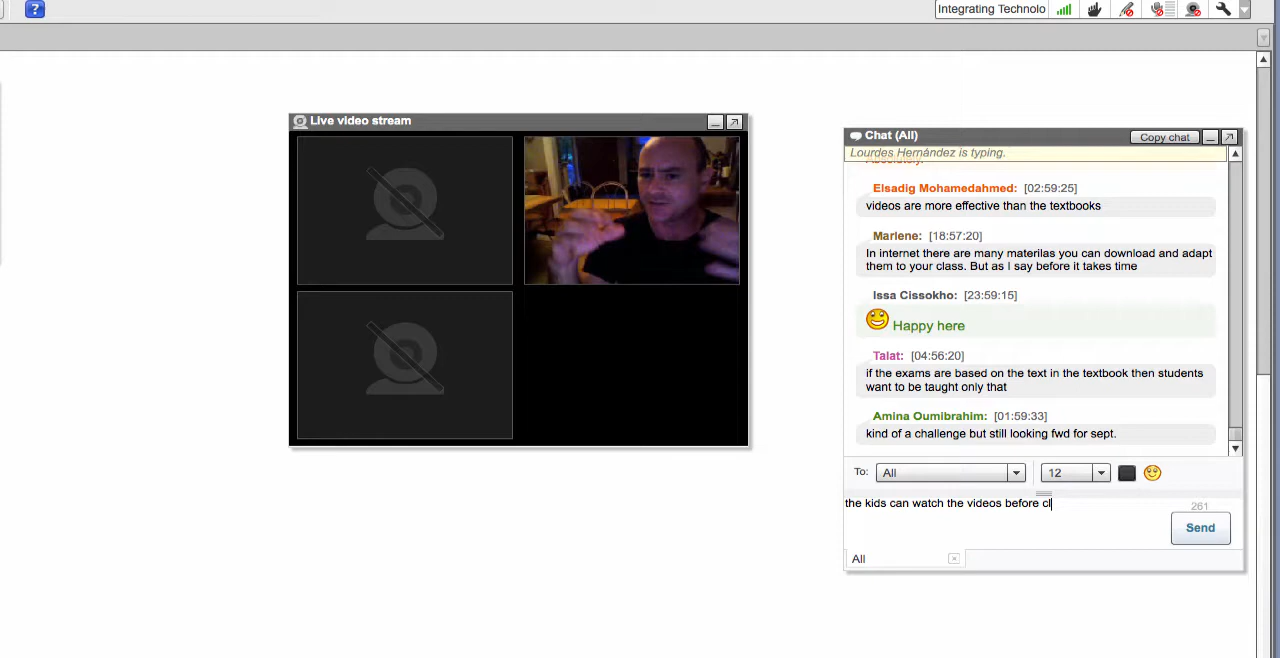 ?
Integrating Technolo
Live video stream
Chat (All)
Copy chat
Lourdes Hernández is typing.
Absolutely.
Elsadig Mohamedahmed: [02:59:25]
videos are more effective than the textbooks
Marlene: [18:57:20]
In internet there are many materilas you can download and adapt
them to your class. But as I say before it takes time
Issa Cissokho: [23:59:15]
Happy here
Talat: [04:56:20]
if the exams are based on the text in the textbook then students
want to be taught only that
Amina Oumibrahim: [01:59:33]
kind of a challenge but still looking fwd for sept.
To: All 12
the kids can watch the videos before cl
261
Send
All